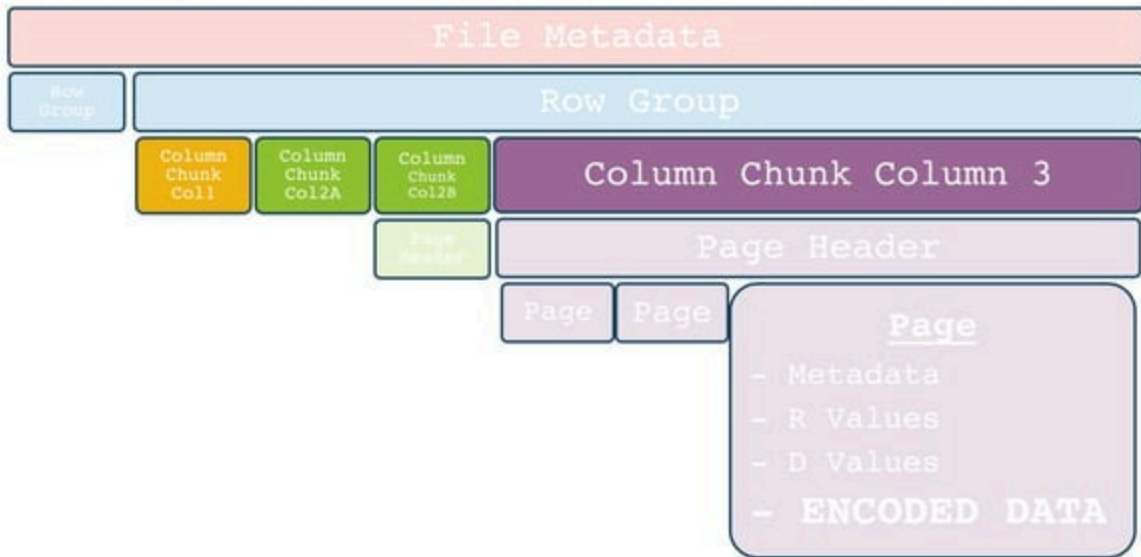 File Metadata
Row
Group
Row Group
Column
Chunk
Col1
Column
Chunk
Col2A
Column
Chunk
Col2B
Column Chunk Column 3
Page
Header
Page Header
Page
Page
Page
- Metadata
- R Values
- D Values
- ENCODED DATA